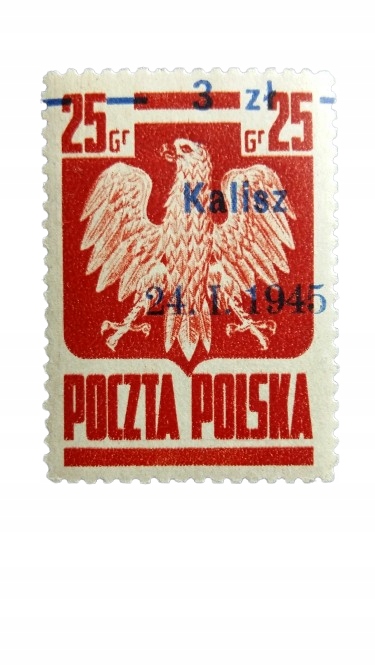 3 zł
25 Gr Gr 25
Kalisz
24. I. 1945
POCZTA POLSKA